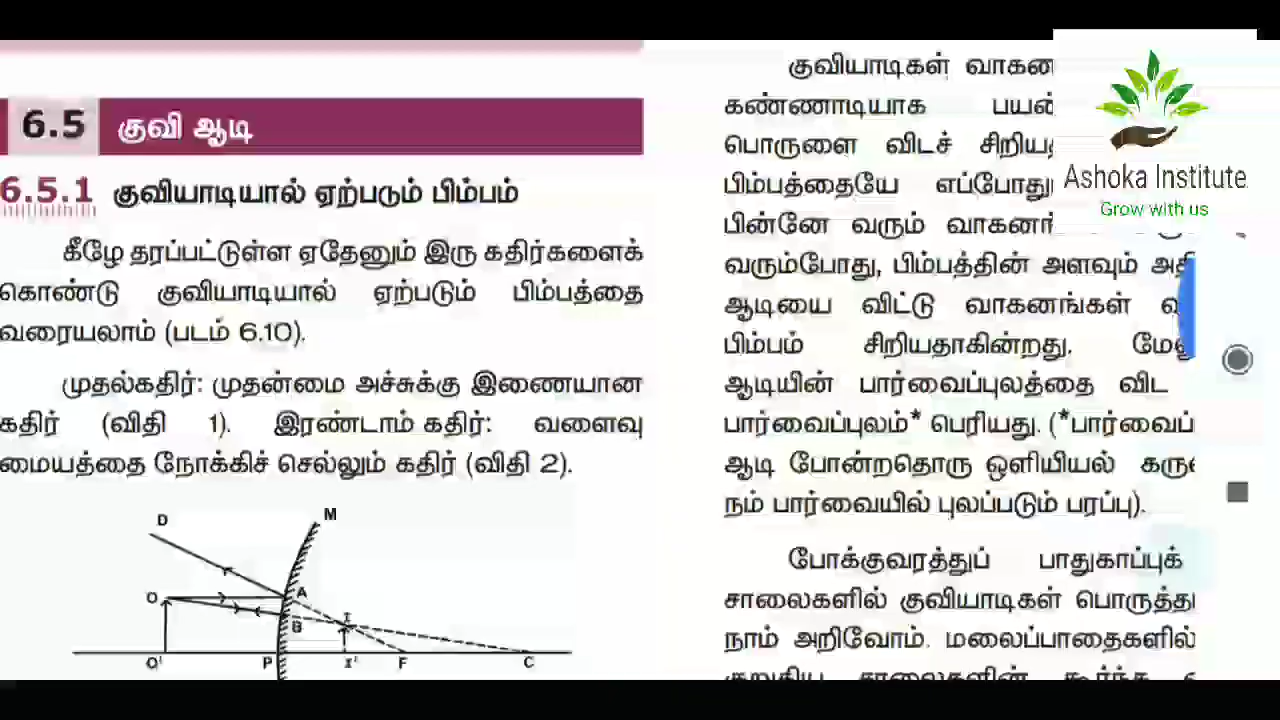 6.5 குவி ஆடி
6.5.1 குவியாடியால் ஏற்படும் பிம்பம்
கீழே தரப்பட்டுள்ள ஏதேனும் இரு கதிர்களைக்
கொண்டு குவியாடியால் ஏற்படும் பிம்பத்தை
வரையலாம் (படம் 6.10).
முதல்கதிர்: முதன்மை அச்சுக்கு இணையான
கதிர் (விதி 1). இரண்டாம் கதிர்: வளைவு
மையத்தை நோக்கிச் செல்லும் கதிர் (விதி 2).
D
M
O
A
B
I
O'
P
I'
F
C
குவியாடிகள்
கண்ணாடியாக
பொருளை விடச்
பிம்பத்தையே
பின்னே வரும்
வரும்போது, பிம்பத்தின் அளவும்
ஆடியை விட்டு வாகனங்கள்
பிம்பம் சிறியதாகின்றது.
ஆடியின் பார்வைப்புலத்தை விட
பார்வைப்புலம்* பெரியது.
ஆடி போன்றதொரு ஒளியியல்
நம் பார்வையில் புலப்படும் பரப்பு).
போக்குவரத்துப் பாதுகாப்புக்
சாலைகளில் குவியாடிகள்
நாம் அறிவோம். மலைப்பாதைகளில்
Ashoka Institute
Grow with us